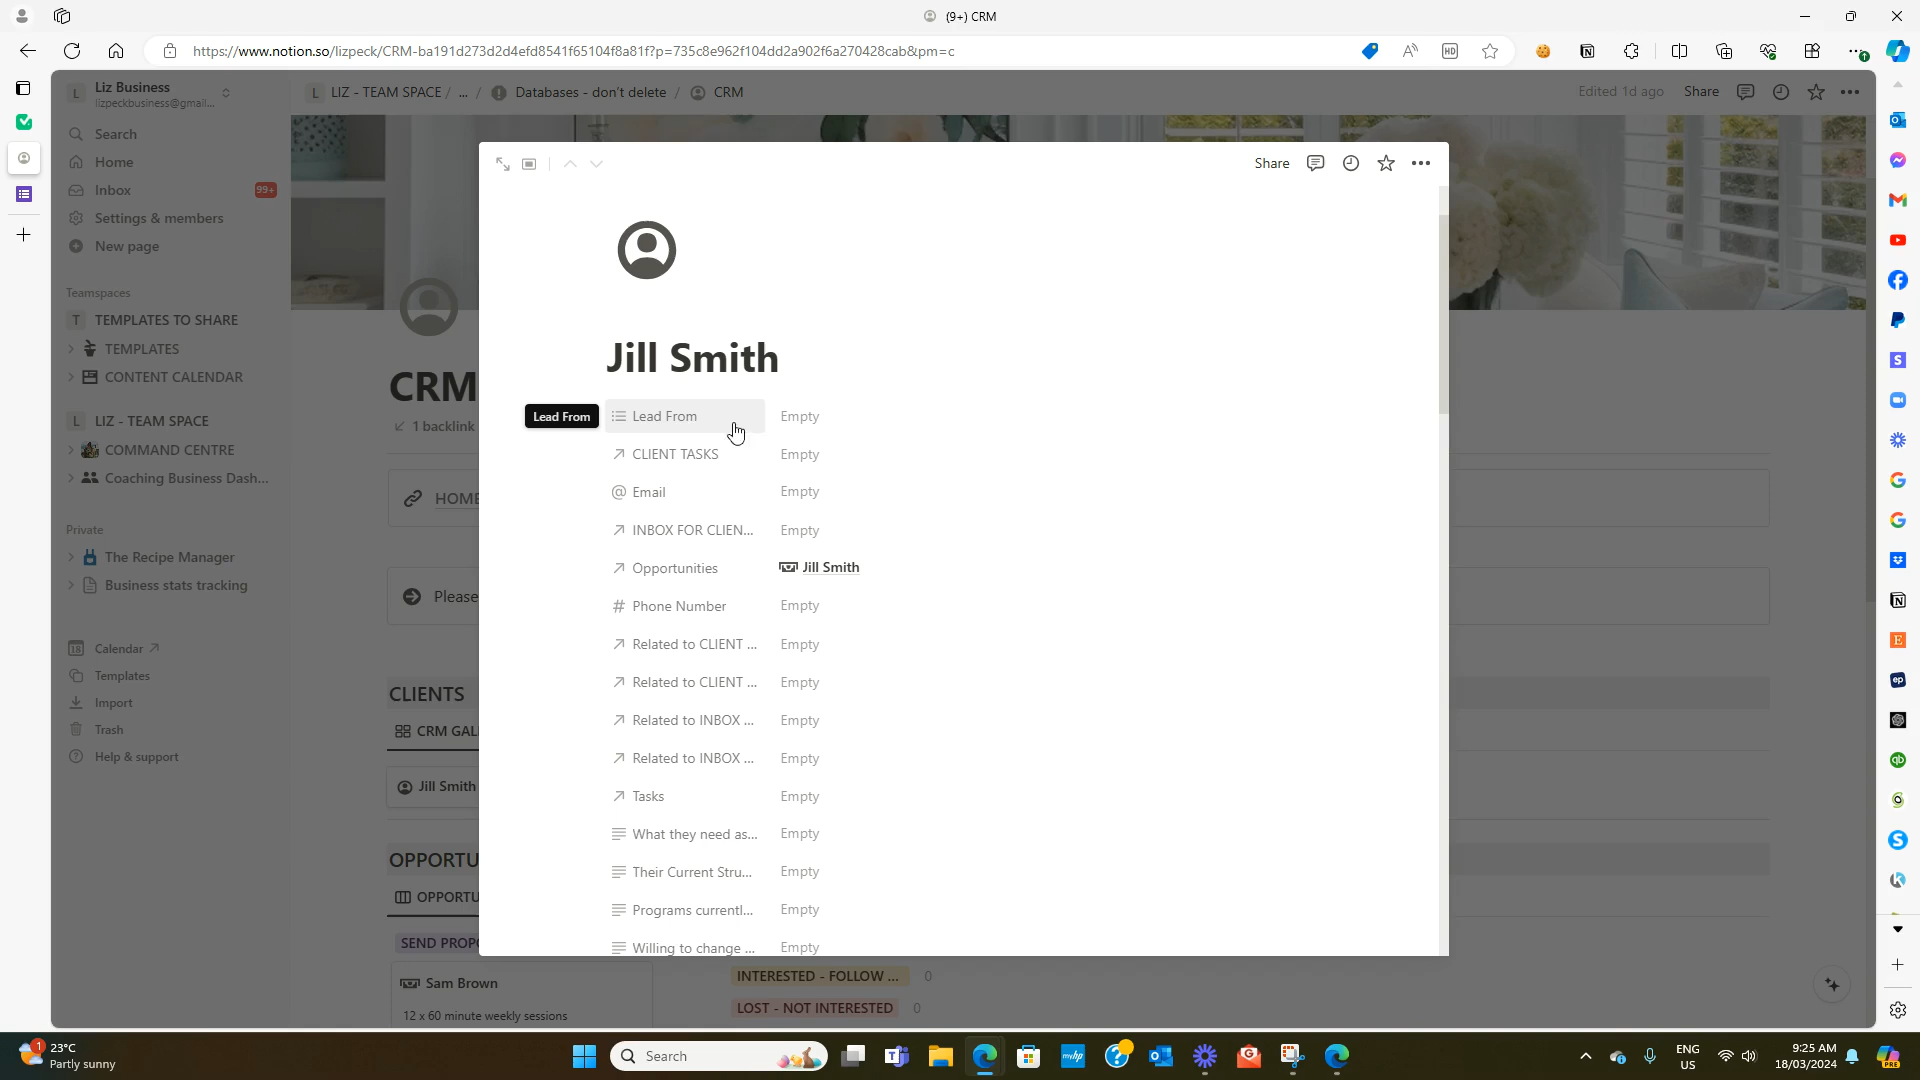 (9+) CRM
https://www.notion.so/lizpeck/CRM-ba191d273d2d4efd8541f65104f8a81f?p=735c8e962f104dd2a902f6a270428cab&pm=c
Liz Business
lizpeckbusiness@gmail...
LIZ - TEAM SPACE / ... / Databases - don't delete / CRM
Edited 1d ago
Share
Search
Home
Inbox
99+
Settings & members
New page
Teamspaces
T TEMPLATES TO SHARE
TEMPLATES
CONTENT CALENDAR
L LIZ - TEAM SPACE
COMMAND CENTRE
Coaching Business Dash...
Private
The Recipe Manager
Business stats tracking
Calendar
Templates
Import
Trash
Help & support
CRM
1 backlink
HOME
Please
CLIENTS
CRM GAL
Jill Smith
OPPORTU
OPPORTU
SEND PROP
Sam Brown
12 x 60 minute weekly sessions
INTERESTED - FOLLOW ... 0
LOST - NOT INTERESTED 0
Share
Jill Smith
Lead From
Lead From Empty
CLIENT TASKS Empty
Email Empty
INBOX FOR CLIEN... Empty
Opportunities Jill Smith
Phone Number Empty
Related to CLIENT ... Empty
Related to CLIENT ... Empty
Related to INBOX ... Empty
Related to INBOX ... Empty
Tasks Empty
What they need as... Empty
Their Current Stru... Empty
Programs currentl... Empty
Willing to change ... Empty
23°C
Partly sunny
Search
ENG
US
9:25 AM
18/03/2024